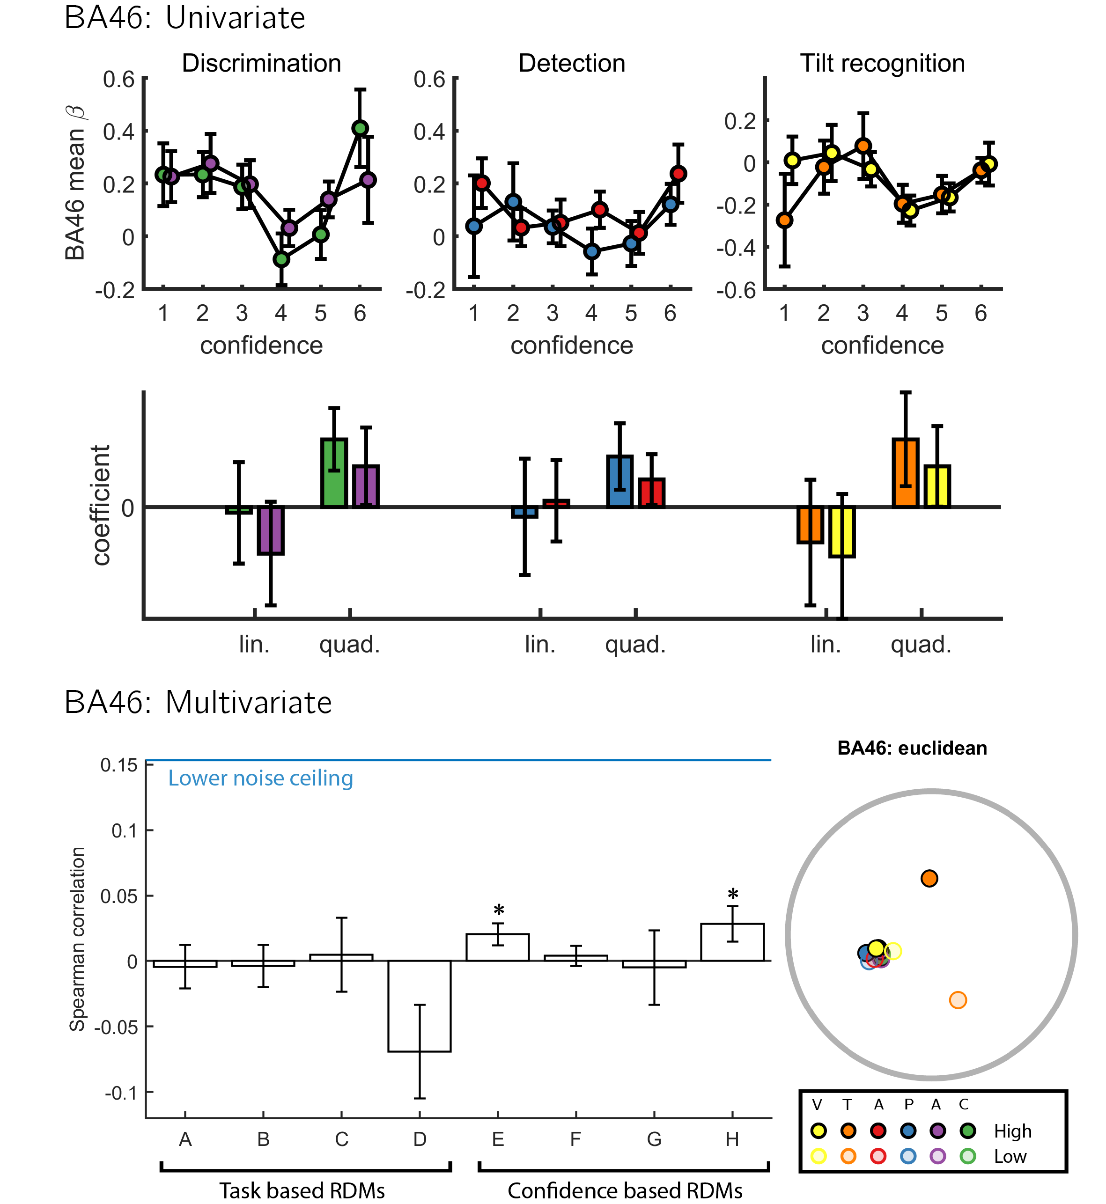 BA46: Univariate
Discrimination
Detection
Tilt recognition
BA46 mean β
0.6
0.4
0.2
0
-0.2
1 2 3 4 5 6
confidence
0.6
0.4
0.2
0
-0.2
1 2 3 4 5 6
confidence
0.2
0
-0.2
-0.4
-0.6
1 2 3 4 5 6
confidence
coefficient
0
lin. quad. lin. quad. lin. quad.
BA46: Multivariate
Spearman correlation
0.15
0.1
0.05
0
-0.05
-0.1
Lower noise ceiling
*
*
A B C D E F G H
Task based RDMs
Confidence based RDMs
BA46: euclidean
V T A P A C
High
Low